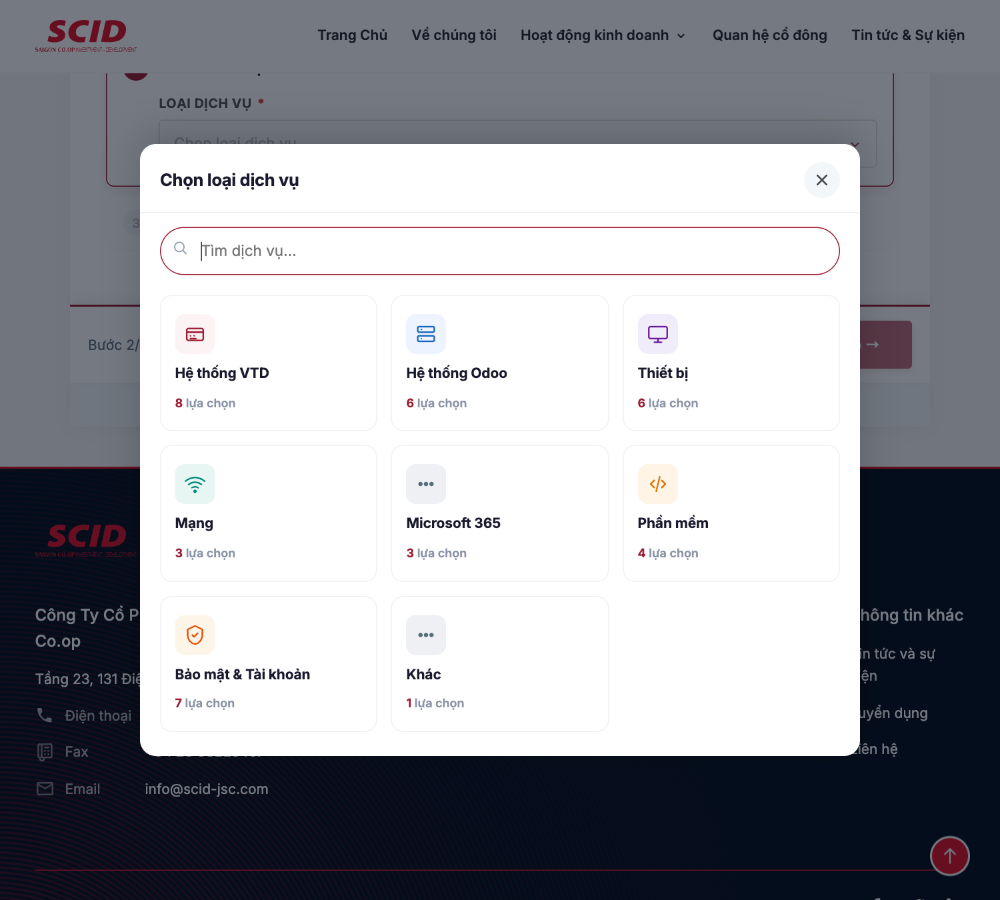 SCID
SAIGON CO.OP INVESTMENT - DEVELOPMENT
Trang Chủ
Về chúng tôi
Hoạt động kinh doanh
Quan hệ cổ đông
Tin tức & Sự kiện
LOẠI DỊCH VỤ *
Chọn loại dịch vụ
Chọn loại dịch vụ
3
Tìm dịch vụ...
Hệ thống VTD
8 lựa chọn
Hệ thống Odoo
6 lựa chọn
Thiết bị
6 lựa chọn
Bước 2/
Mạng
3 lựa chọn
Microsoft 365
3 lựa chọn
Phần mềm
4 lựa chọn
Bảo mật & Tài khoản
7 lựa chọn
Khác
1 lựa chọn
SCID
SAIGON CO.OP INVESTMENT - DEVELOPMENT
Công Ty Cổ P
Co.op
Tầng 23, 131 Điệ
Điện thoại
Fax
Email info@scid-jsc.com
hông tin khác
in tức và sự
ện
uyển dụng
Liên hệ